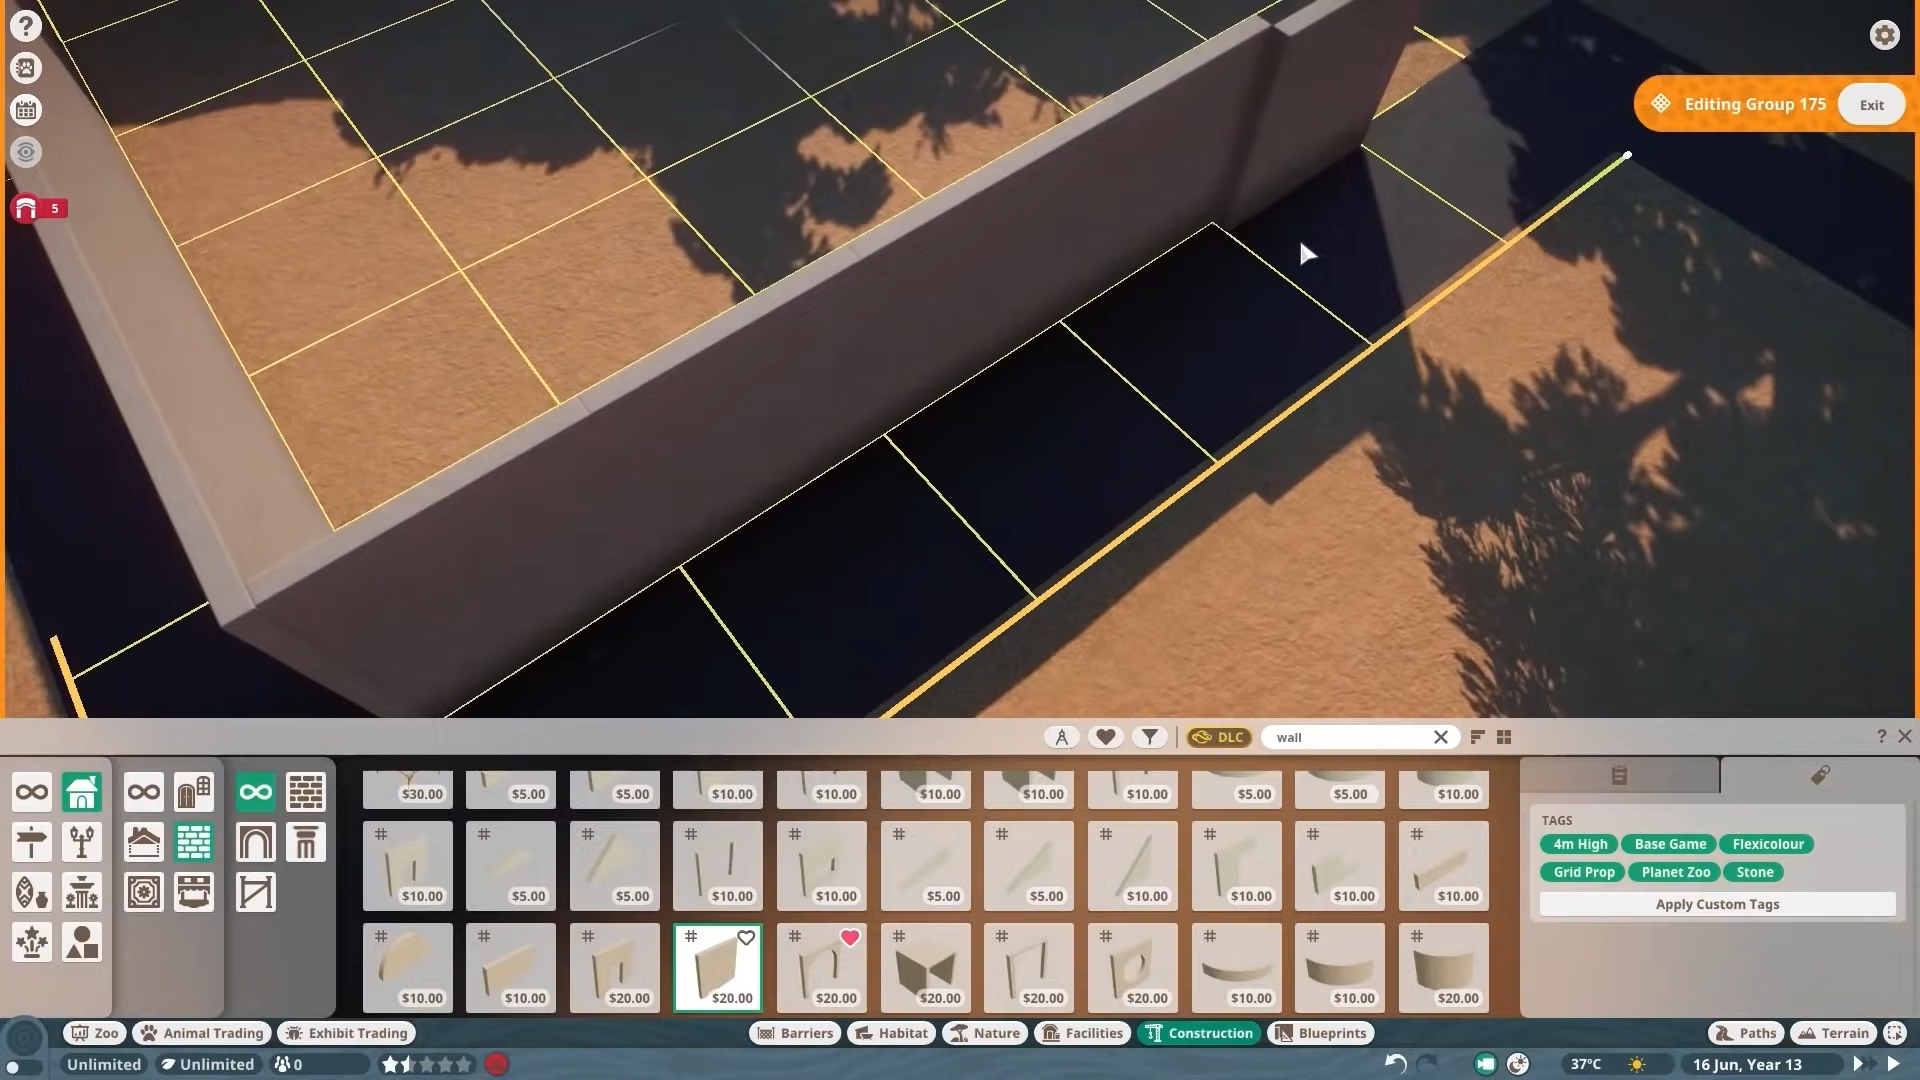 ?
Editing Group 175
Exit
5
DLC
wall
?
$30.00 $5.00 $5.00 $10.00 $10.00 $10.00 $10.00 $10.00 $5.00 $5.00 $10.00
$10.00 $5.00 $5.00 $10.00 $10.00 $5.00 $5.00 $10.00 $10.00 $10.00 $10.00
$10.00 $10.00 $20.00 $20.00 $20.00 $20.00 $20.00 $20.00 $10.00 $10.00 $20.00
TAGS
4m High Base Game Flexicolour
Grid Prop Planet Zoo Stone
Apply Custom Tags
Zoo Animal Trading Exhibit Trading Barriers Habitat Nature Facilities Construction Blueprints Paths Terrain
Unlimited Unlimited 0 37°C 16 Jun, Year 13